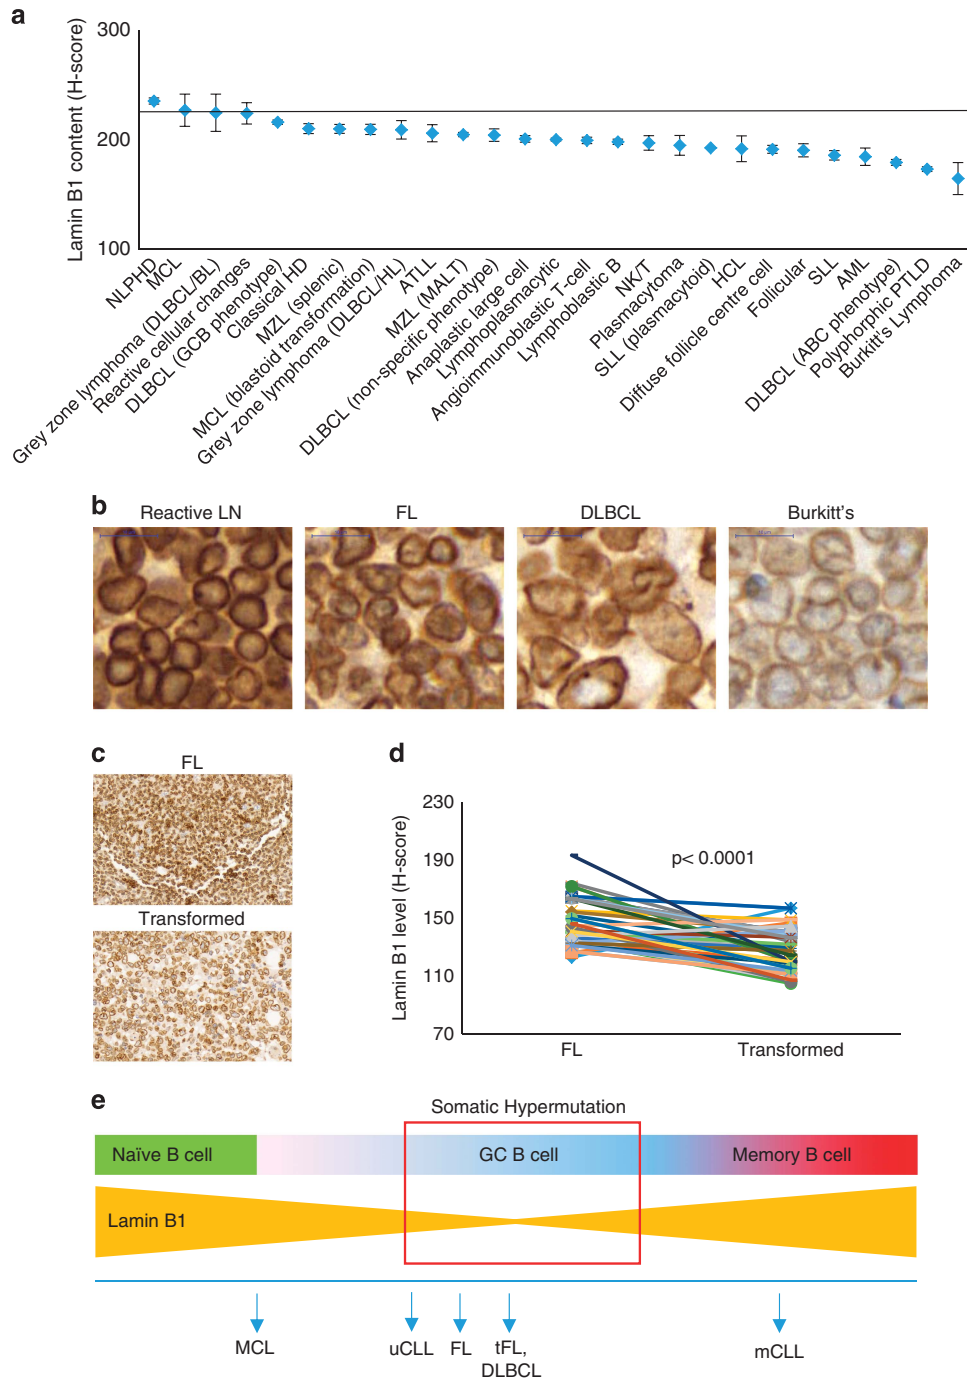 a
Lamin B1 content (H-score)
300
200
100
NLPHD
MCL
Grey zone lymphoma (DLBCL/BL)
Reactive cellular changes
DLBCL (GCB phenotype)
Classical HD
MZL (splenic)
MCL (blastoid transformation)
Grey zone lymphoma (DLBCL/HL)
ATLL
MZL (MALT)
DLBCL (non-specific phenotype)
Anaplastic large cell
Lymphoplasmacytic
Angioimmunoblastic T-cell
Lymphoblastic B
NK/T
Plasmacytoma
SLL (plasmacytoid)
HCL
Diffuse follicle centre cell
Follicular
SLL
AML
DLBCL (ABC phenotype)
Polyphorphic PTLD
Burkitt's Lymphoma
b
Reactive LN
FL
DLBCL
Burkitt's
c
FL
Transformed
d
Lamin B1 level (H-score)
230
190
150
110
70
p< 0.0001
FL
Transformed
e
Somatic Hypermutation
Naïve B cell
GC B cell
Memory B cell
Lamin B1
MCL
uCLL
FL
tFL,
DLBCL
mCLL